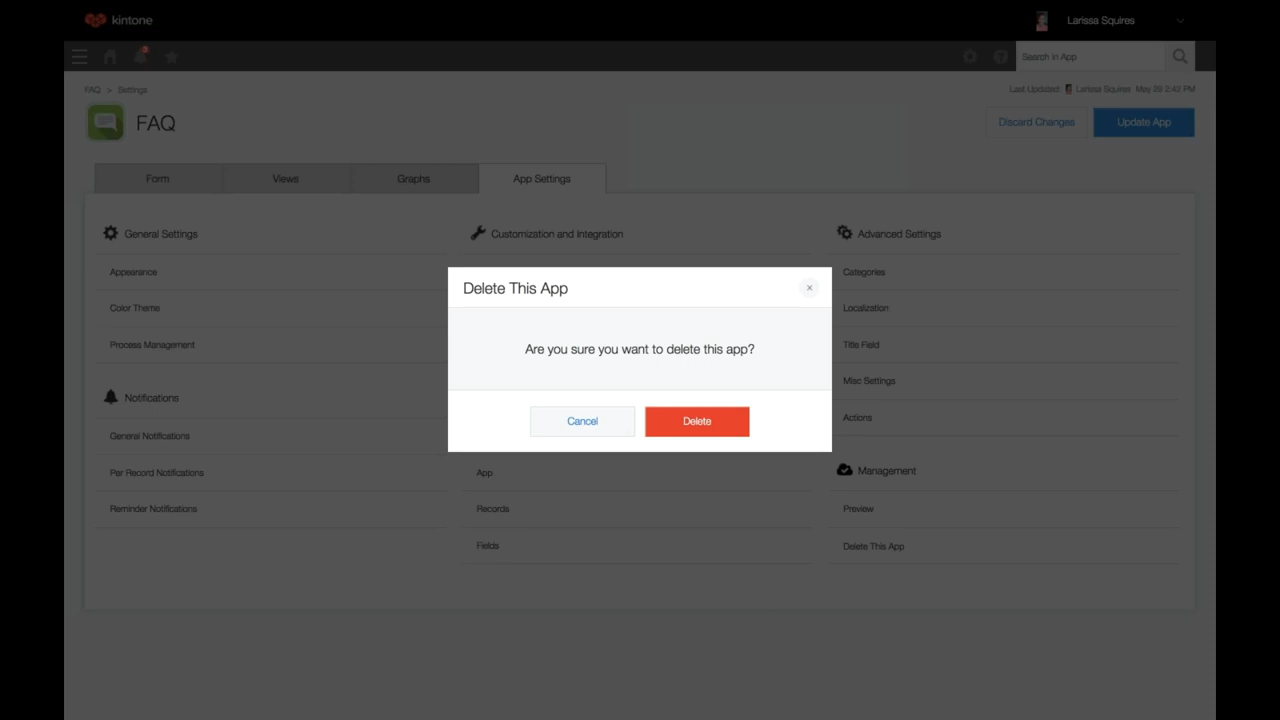 kintone
Larissa Squires
3
Search in App
FAQ > Settings
Last Updated: Larissa Squires May 29 2:42 PM
FAQ
Discard Changes
Update App
Form
Views
Graphs
App Settings
General Settings
Appearance
Color Theme
Process Management
Notifications
General Notifications
Per Record Notifications
Reminder Notifications
Customization and Integration
App
Records
Fields
Advanced Settings
Categories
Localization
Title Field
Misc Settings
Actions
Management
Preview
Delete This App
Delete This App
×
Are you sure you want to delete this app?
Cancel
Delete